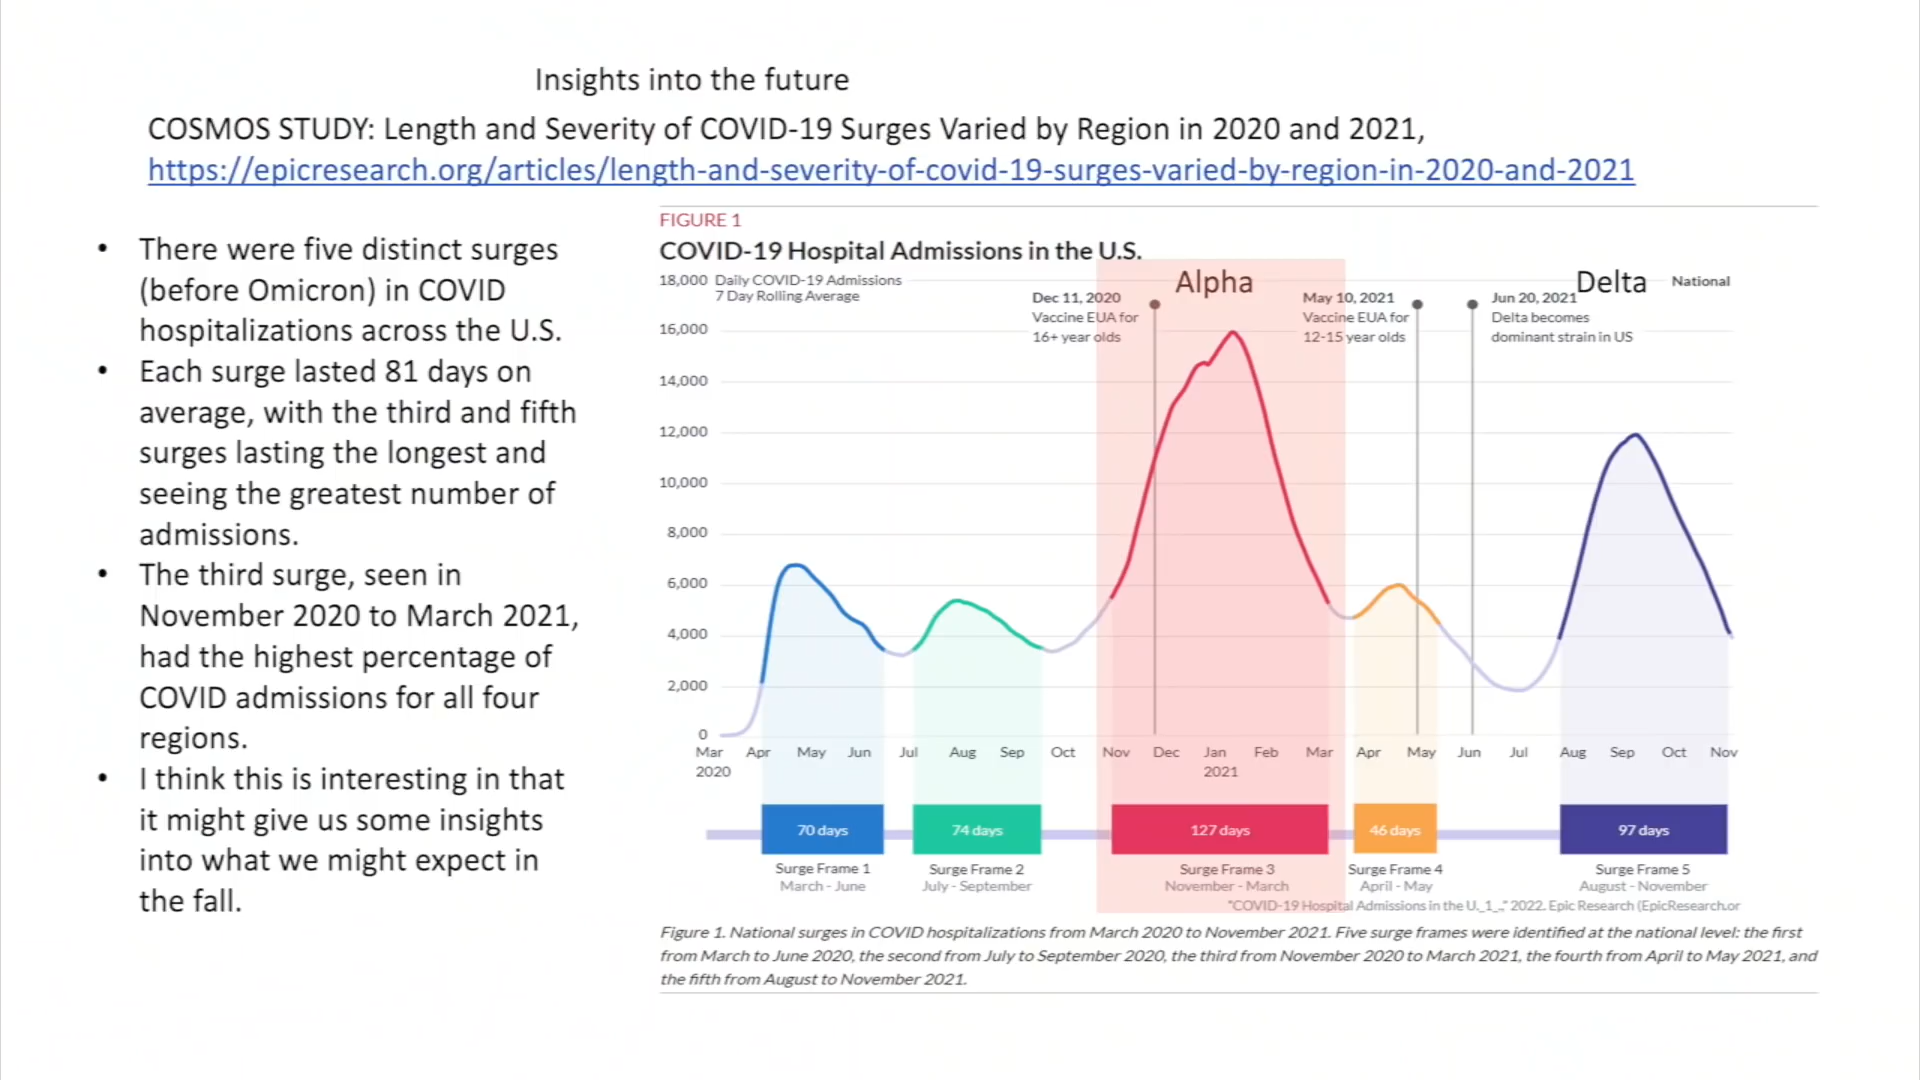 Insights into the future
COSMOS STUDY: Length and Severity of COVID-19 Surges Varied by Region in 2020 and 2021,
https://epicresearch.org/articles/length-and-severity-of-covid-19-surges-varied-by-region-in-2020-and-2021
• There were five distinct surges
(before Omicron) in COVID
hospitalizations across the U.S.
• Each surge lasted 81 days on
average, with the third and fifth
surges lasting the longest and
seeing the greatest number of
admissions.
• The third surge, seen in
November 2020 to March 2021,
had the highest percentage of
COVID admissions for all four
regions.
• I think this is interesting in that
it might give us some insights
into what we might expect in
the fall.
FIGURE 1
COVID-19 Hospital Admissions in the U.S.
18,000 Daily COVID-19 Admissions
7 Day Rolling Average
Alpha
Delta
National
Dec 11, 2020
Vaccine EUA for
16+ year olds
May 10, 2021
Vaccine EUA for
12-15 year olds
Jun 20, 2021
Delta becomes
dominant strain in US
16,000
14,000
12,000
10,000
8,000
6,000
4,000
2,000
0
Mar Apr May Jun Jul Aug Sep Oct Nov Dec Jan Feb Mar Apr May Jun Jul Aug Sep Oct Nov
2020 2021
70 days 74 days 127 days 46 days 97 days
Surge Frame 1 Surge Frame 2 Surge Frame 3 Surge Frame 4 Surge Frame 5
March - June July - September November - March April - May August - November
"COVID-19 Hospital Admissions in the U._1_.," 2022. Epic Research (EpicResearch.or
Figure 1. National surges in COVID hospitalizations from March 2020 to November 2021. Five surge frames were identified at the national level: the first
from March to June 2020, the second from July to September 2020, the third from November 2020 to March 2021, the fourth from April to May 2021, and
the fifth from August to November 2021.